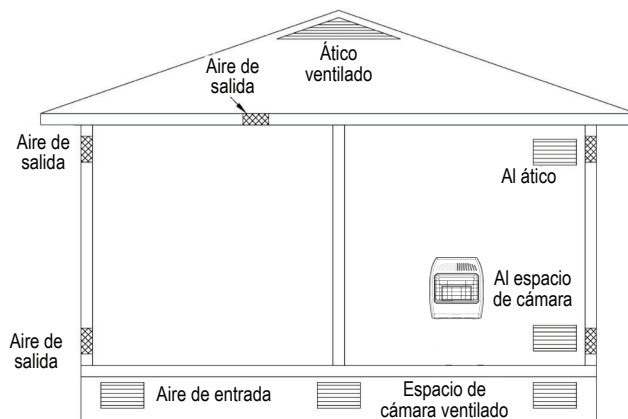 Ático
ventilado
Aire de
salida
Aire de
salida
Al ático
Al espacio
de cámara
Aire de
salida
Aire de entrada
Espacio de
cámara ventilado